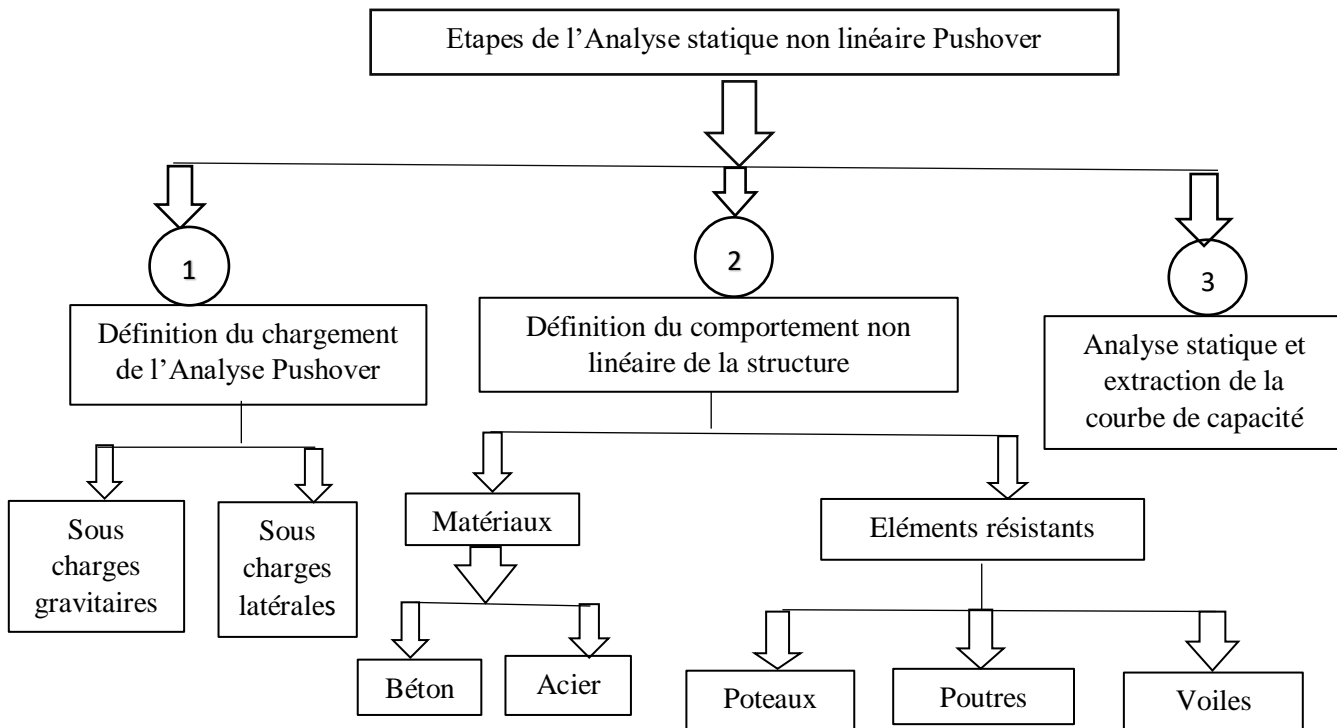 Etapes de l’Analyse statique non linéaire Pushover
1
2
3
Définition du chargement
de l’Analyse Pushover
Définition du comportement non
linéaire de la structure
Analyse statique et
extraction de la
courbe de capacité
Sous
charges
gravitaires
Sous
charges
latérales
Matériaux
Eléments résistants
Béton
Acier
Poteaux
Poutres
Voiles